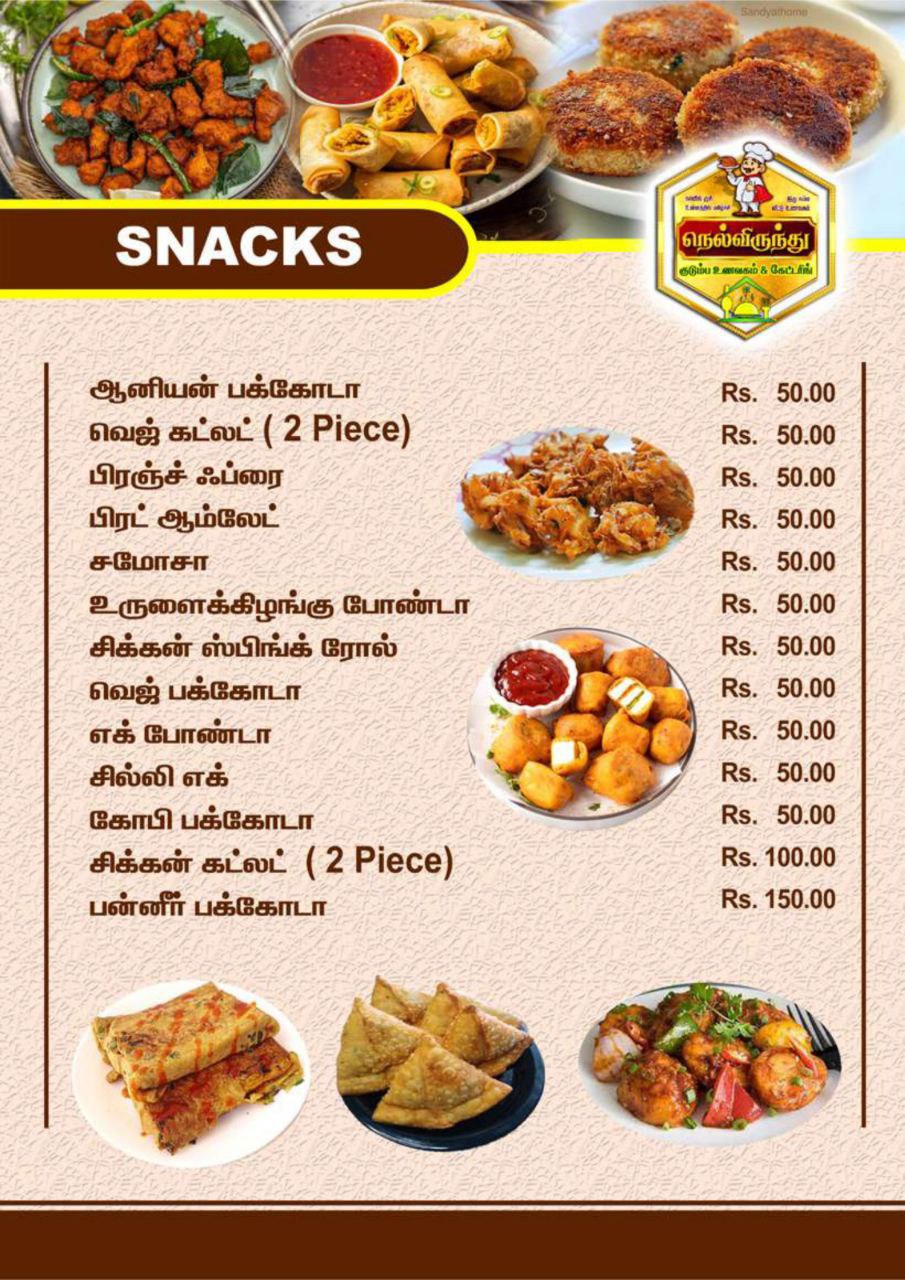 Sandyathome
SNACKS
நெல்விருந்து
குடும்ப உணவகம் & கேட்டரிங்
ஆனியன் பக்கோடா Rs. 50.00
வெஜ் கட்லட் ( 2 Piece) Rs. 50.00
பிரஞ்ச் ஃப்ரை Rs. 50.00
பிரட் ஆம்லேட் Rs. 50.00
சமோசா Rs. 50.00
உருளைக்கிழங்கு போண்டா Rs. 50.00
சிக்கன் ஸ்பிங்க் ரோல் Rs. 50.00
வெஜ் பக்கோடா Rs. 50.00
எக் போண்டா Rs. 50.00
சில்லி எக் Rs. 50.00
கோபி பக்கோடா Rs. 50.00
சிக்கன் கட்லட் ( 2 Piece) Rs. 100.00
பன்னீர் பக்கோடா Rs. 150.00